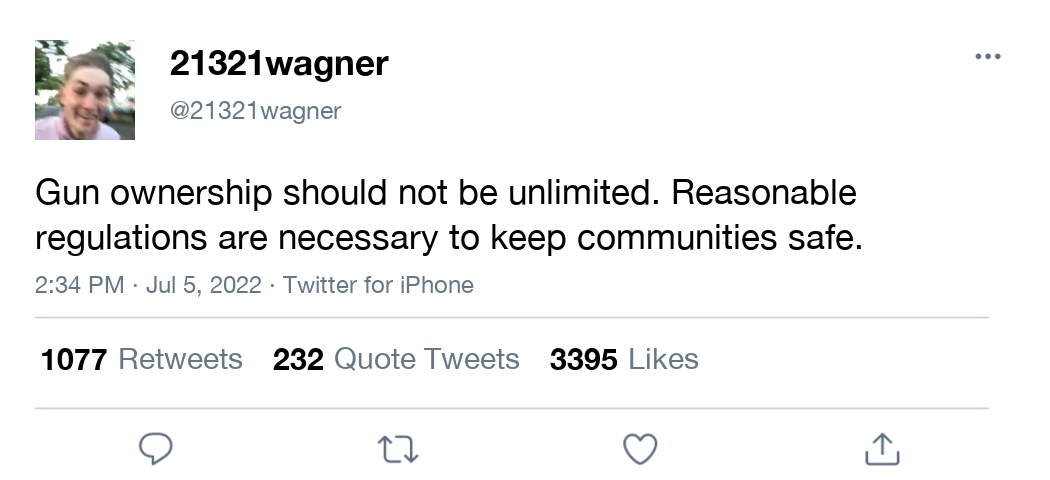 21321wagner
@21321wagner
Gun ownership should not be unlimited. Reasonable
regulations are necessary to keep communities safe.
2:34 PM · Jul 5, 2022 · Twitter for iPhone
1077 Retweets 232 Quote Tweets 3395 Likes